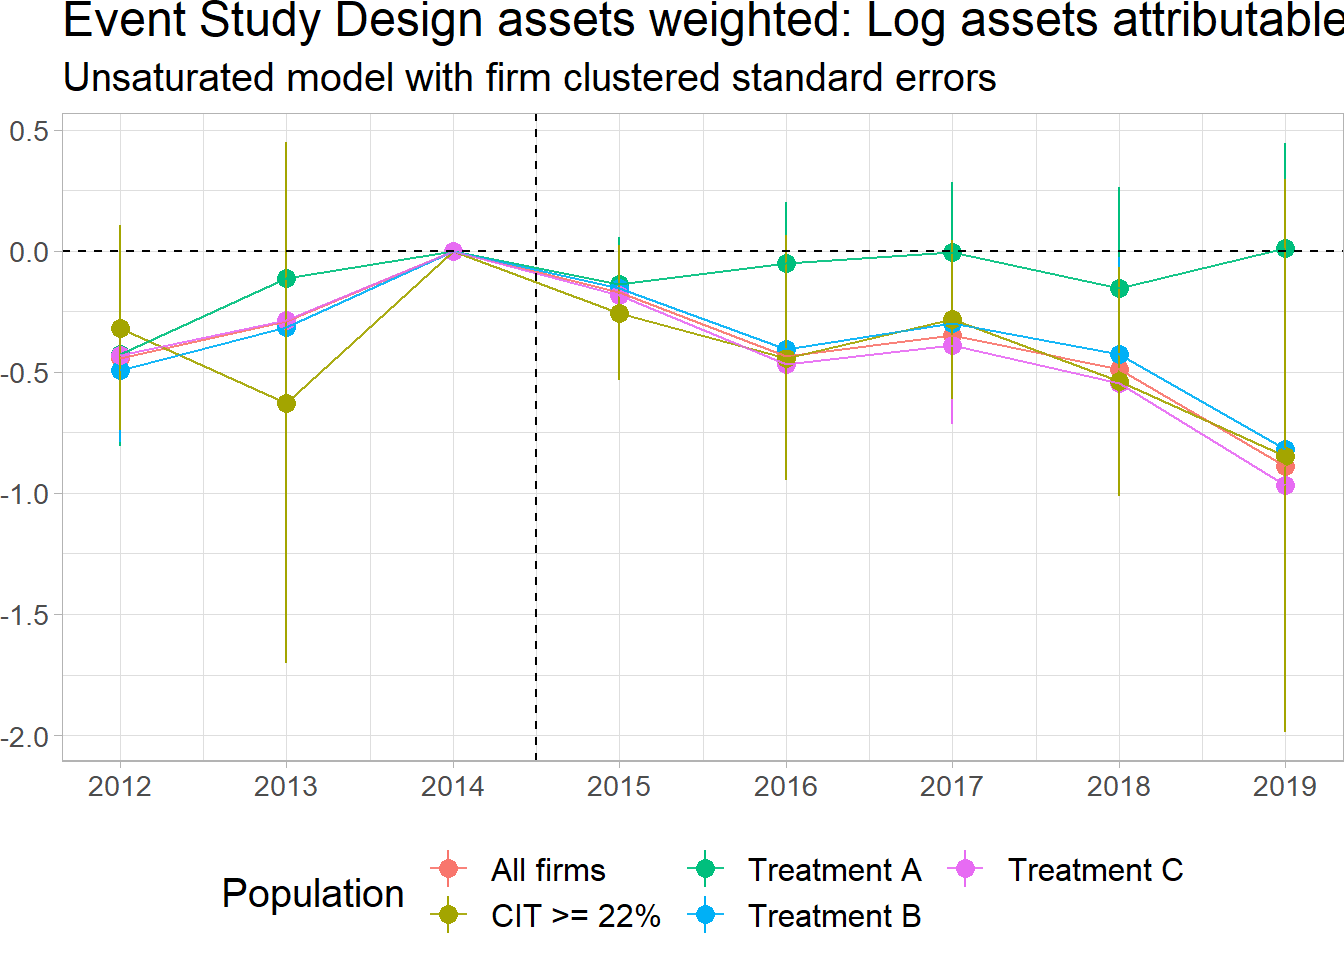 Event Study Design assets weighted: Log assets attributable
Unsaturated model with firm clustered standard errors
0.5
0.0
-0.5
-1.0
-1.5
-2.0
2012 2013 2014 2015 2016 2017 2018 2019
Population
All firms Treatment A Treatment C
CIT >= 22% Treatment B